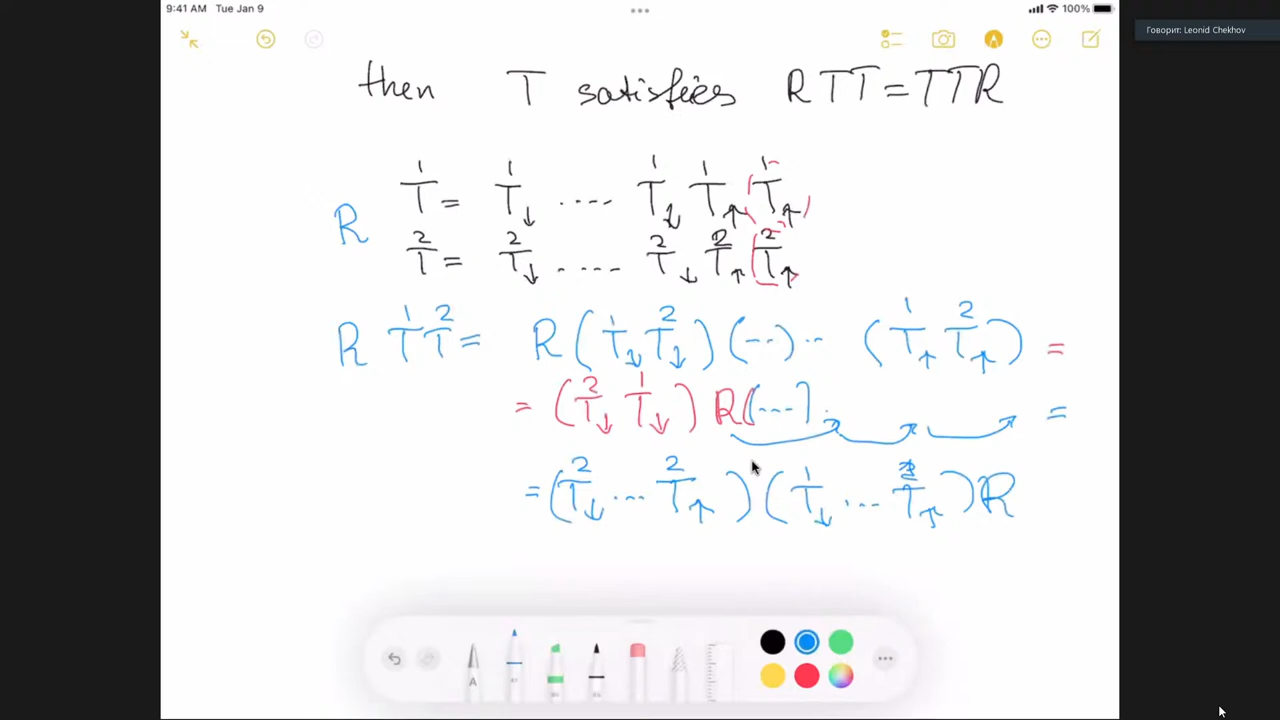 9:41 AM Tue Jan 9
100%
Говорит: Leonid Chekhov
then T satisfies RTT=TTR
R
¹T = ¹T↓ .... ¹T↓ ¹T↑ (¹T↑)
²T = ²T↓ .... ²T↓ ²T↑ (²T↑
R ¹T ²T = R(¹T↓ ²T↓)(--) .. (¹T↑ ²T↑) =
= (²T↓ ¹T↓) R(...) . =
= (²T↓ ... ²T↑)(¹T↓ ... T↑)R
A